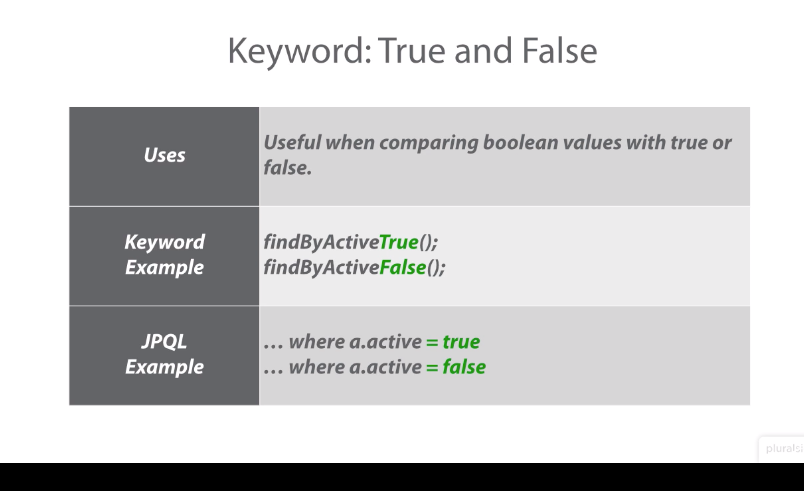 Keyword: True and False
Uses
Useful when comparing boolean values with true or
false.
Keyword
Example
findByActiveTrue();
findByActiveFalse();
JPQL
Example
… where a.active = true
… where a.active = false